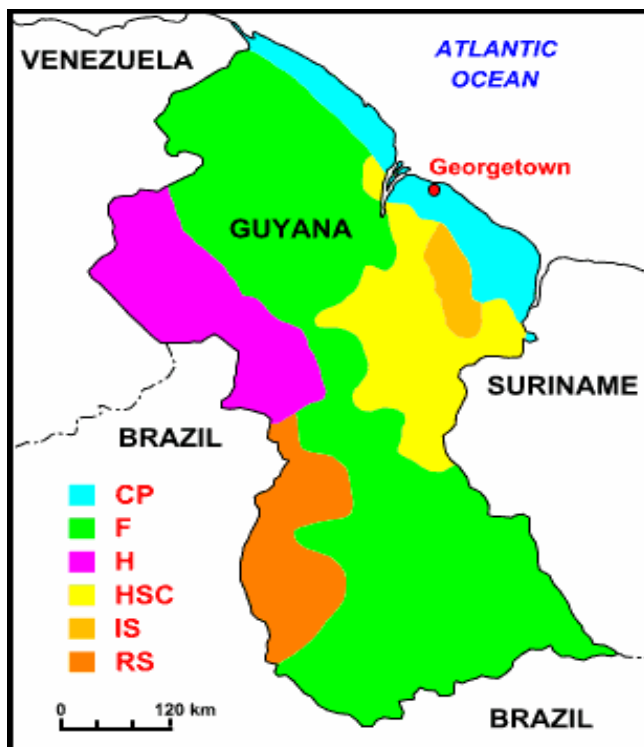 VENEZUELA
ATLANTIC
OCEAN
Georgetown
GUYANA
SURINAME
BRAZIL
CP
F
H
HSC
IS
RS
0 120 km
BRAZIL